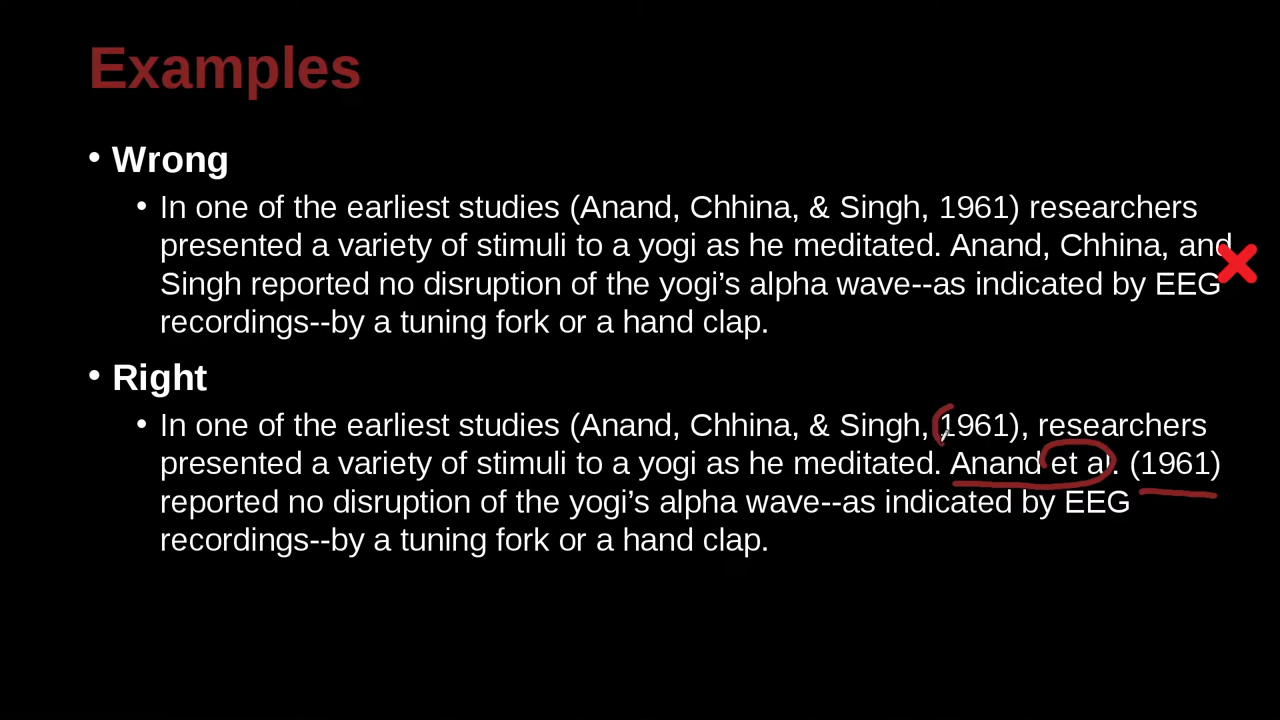 Examples
• Wrong
• In one of the earliest studies (Anand, Chhina, & Singh, 1961) researchers
presented a variety of stimuli to a yogi as he meditated. Anand, Chhina, and
Singh reported no disruption of the yogi’s alpha wave--as indicated by EEG
recordings--by a tuning fork or a hand clap.
• Right
• In one of the earliest studies (Anand, Chhina, & Singh, 1961), researchers
presented a variety of stimuli to a yogi as he meditated. Anand et al. (1961)
reported no disruption of the yogi’s alpha wave--as indicated by EEG
recordings--by a tuning fork or a hand clap.